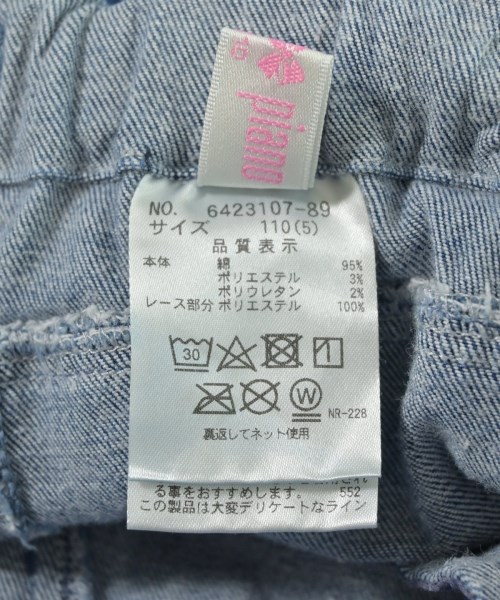 piano
NO. 6423107-89
サイズ 110(5)
品質表示
本体 綿 95%
ポリエステル 3%
ポリウレタン 2%
レース部分 ポリエステル 100%
30
W
NR-228
裏返してネット使用
る事をおすすめします。 552
この製品は大変デリケートなライン